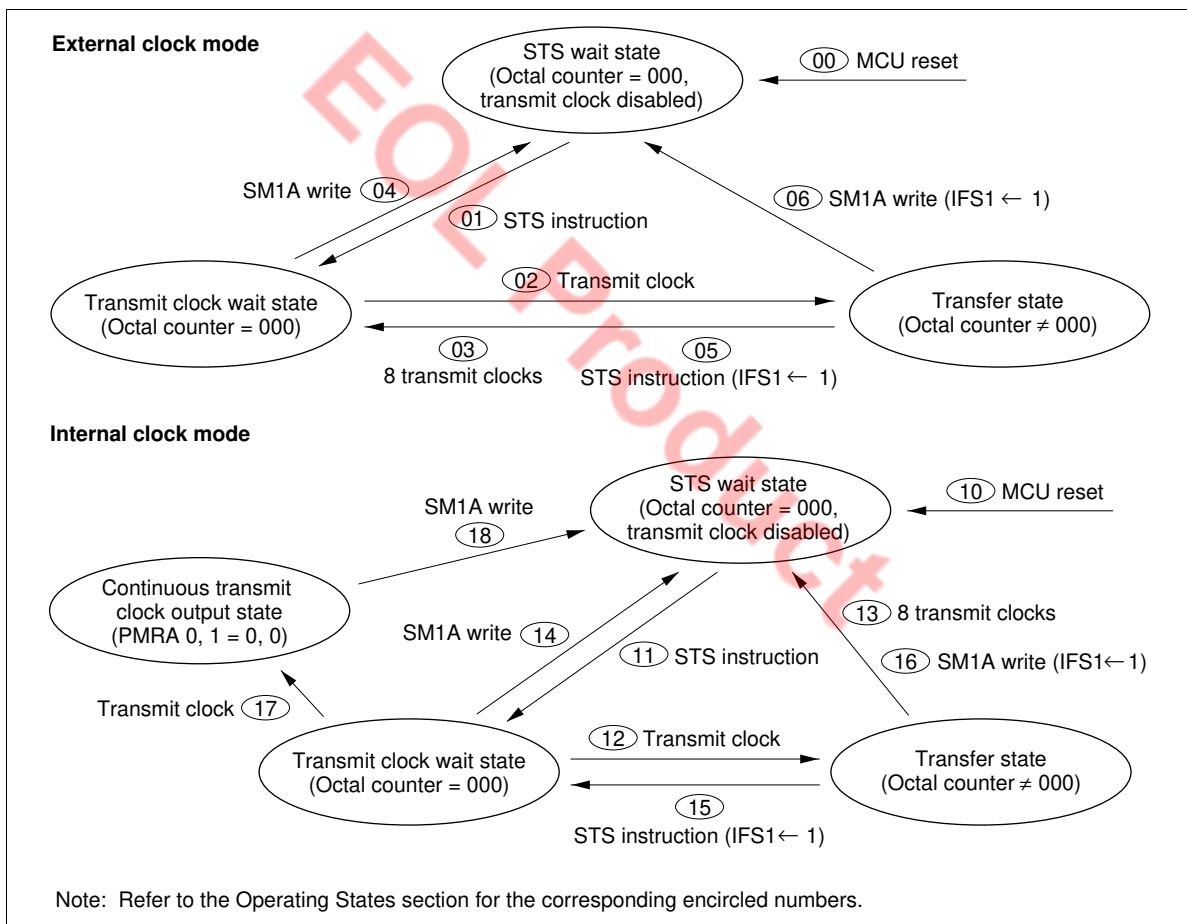 External clock mode
STS wait state
(Octal counter = 000,
transmit clock disabled)
00 MCU reset
SM1A write 04
01 STS instruction
06 SM1A write (IFS1 ← 1)
02 Transmit clock
Transmit clock wait state
(Octal counter = 000)
Transfer state
(Octal counter ≠ 000)
03
8 transmit clocks
05
STS instruction (IFS1 ← 1)
Internal clock mode
STS wait state
(Octal counter = 000,
transmit clock disabled)
10 MCU reset
SM1A write
18
Continuous transmit
clock output state
(PMRA 0, 1 = 0, 0)
13 8 transmit clocks
SM1A write 14
11 STS instruction
16 SM1A write (IFS1 ← 1)
Transmit clock 17
12 Transmit clock
Transmit clock wait state
(Octal counter = 000)
Transfer state
(Octal counter ≠ 000)
15
STS instruction (IFS1 ← 1)
Note: Refer to the Operating States section for the corresponding encircled numbers.
EOL Product